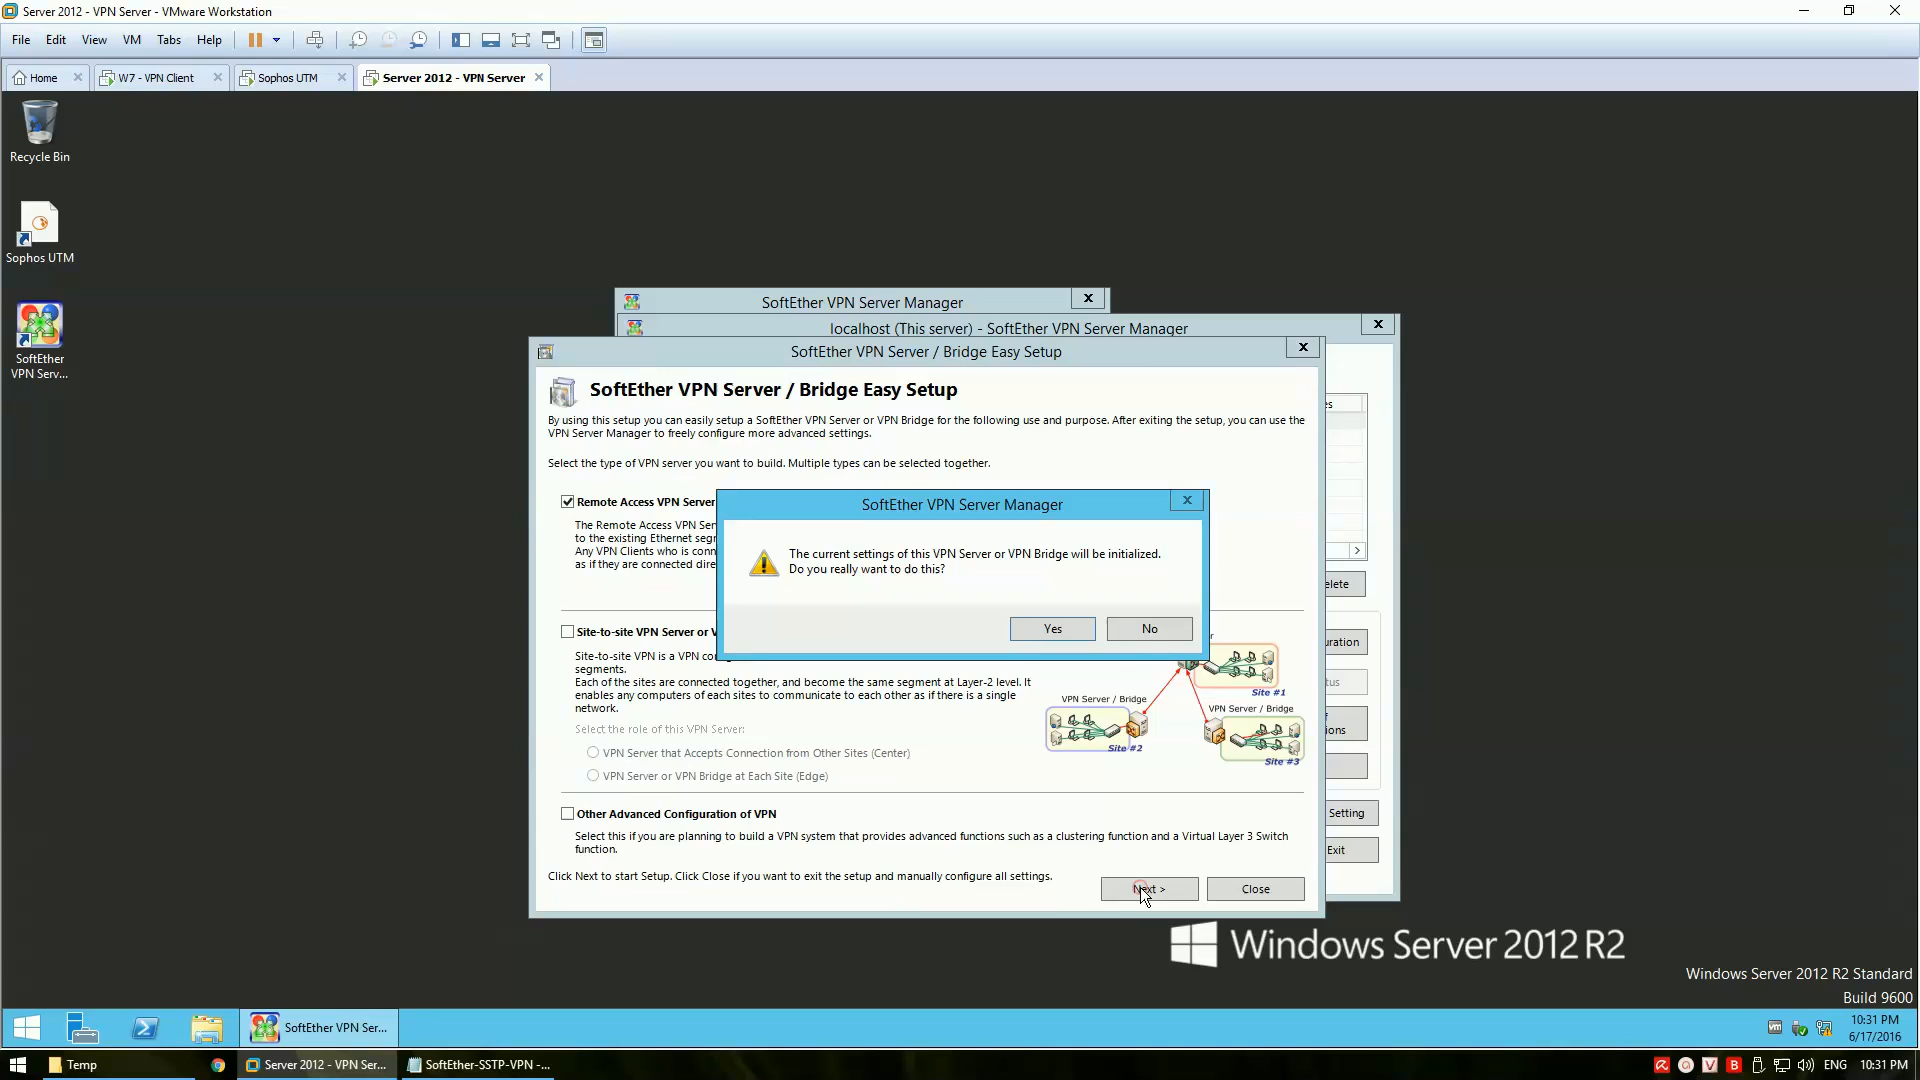 Server 2012 - VPN Server - VMware Workstation
File Edit View VM Tabs Help
Home W7 - VPN Client Sophos UTM Server 2012 - VPN Server
Recycle Bin
Sophos UTM
SoftEther
VPN Serv...
SoftEther VPN Server Manager
localhost (This server) - SoftEther VPN Server Manager
SoftEther VPN Server / Bridge Easy Setup
SoftEther VPN Server / Bridge Easy Setup
By using this setup you can easily setup a SoftEther VPN Server or VPN Bridge for the following use and purpose. After exiting the setup, you can use the
VPN Server Manager to freely configure more advanced settings.
Select the type of VPN server you want to build. Multiple types can be selected together.
Remote Access VPN Server
The Remote Access VPN Ser
to the existing Ethernet segr
Any VPN Clients who is conn
as if they are connected dire
SoftEther VPN Server Manager
The current settings of this VPN Server or VPN Bridge will be initialized.
Do you really want to do this?
Yes No
Site-to-site VPN Server or V
Site-to-site VPN is a VPN co
segments.
Each of the sites are connected together, and become the same segment at Layer-2 level. It
enables any computers of each sites to communicate to each other as if there is a single
network.
Select the role of this VPN Server:
VPN Server that Accepts Connection from Other Sites (Center)
VPN Server or VPN Bridge at Each Site (Edge)
Site #1
VPN Server / Bridge
Site #2
VPN Server / Bridge
Site #3
Other Advanced Configuration of VPN
Select this if you are planning to build a VPN system that provides advanced functions such as a clustering function and a Virtual Layer 3 Switch
function.
Click Next to start Setup. Click Close if you want to exit the setup and manually configure all settings.
Next > Close
es
elete
uration
tus
ions
Setting
Exit
Windows Server 2012 R2
Windows Server 2012 R2 Standard
Build 9600
SoftEther VPN Ser...
10:31 PM
6/17/2016
Temp Server 2012 - VPN Ser... SoftEther-SSTP-VPN -...
ENG 10:31 PM